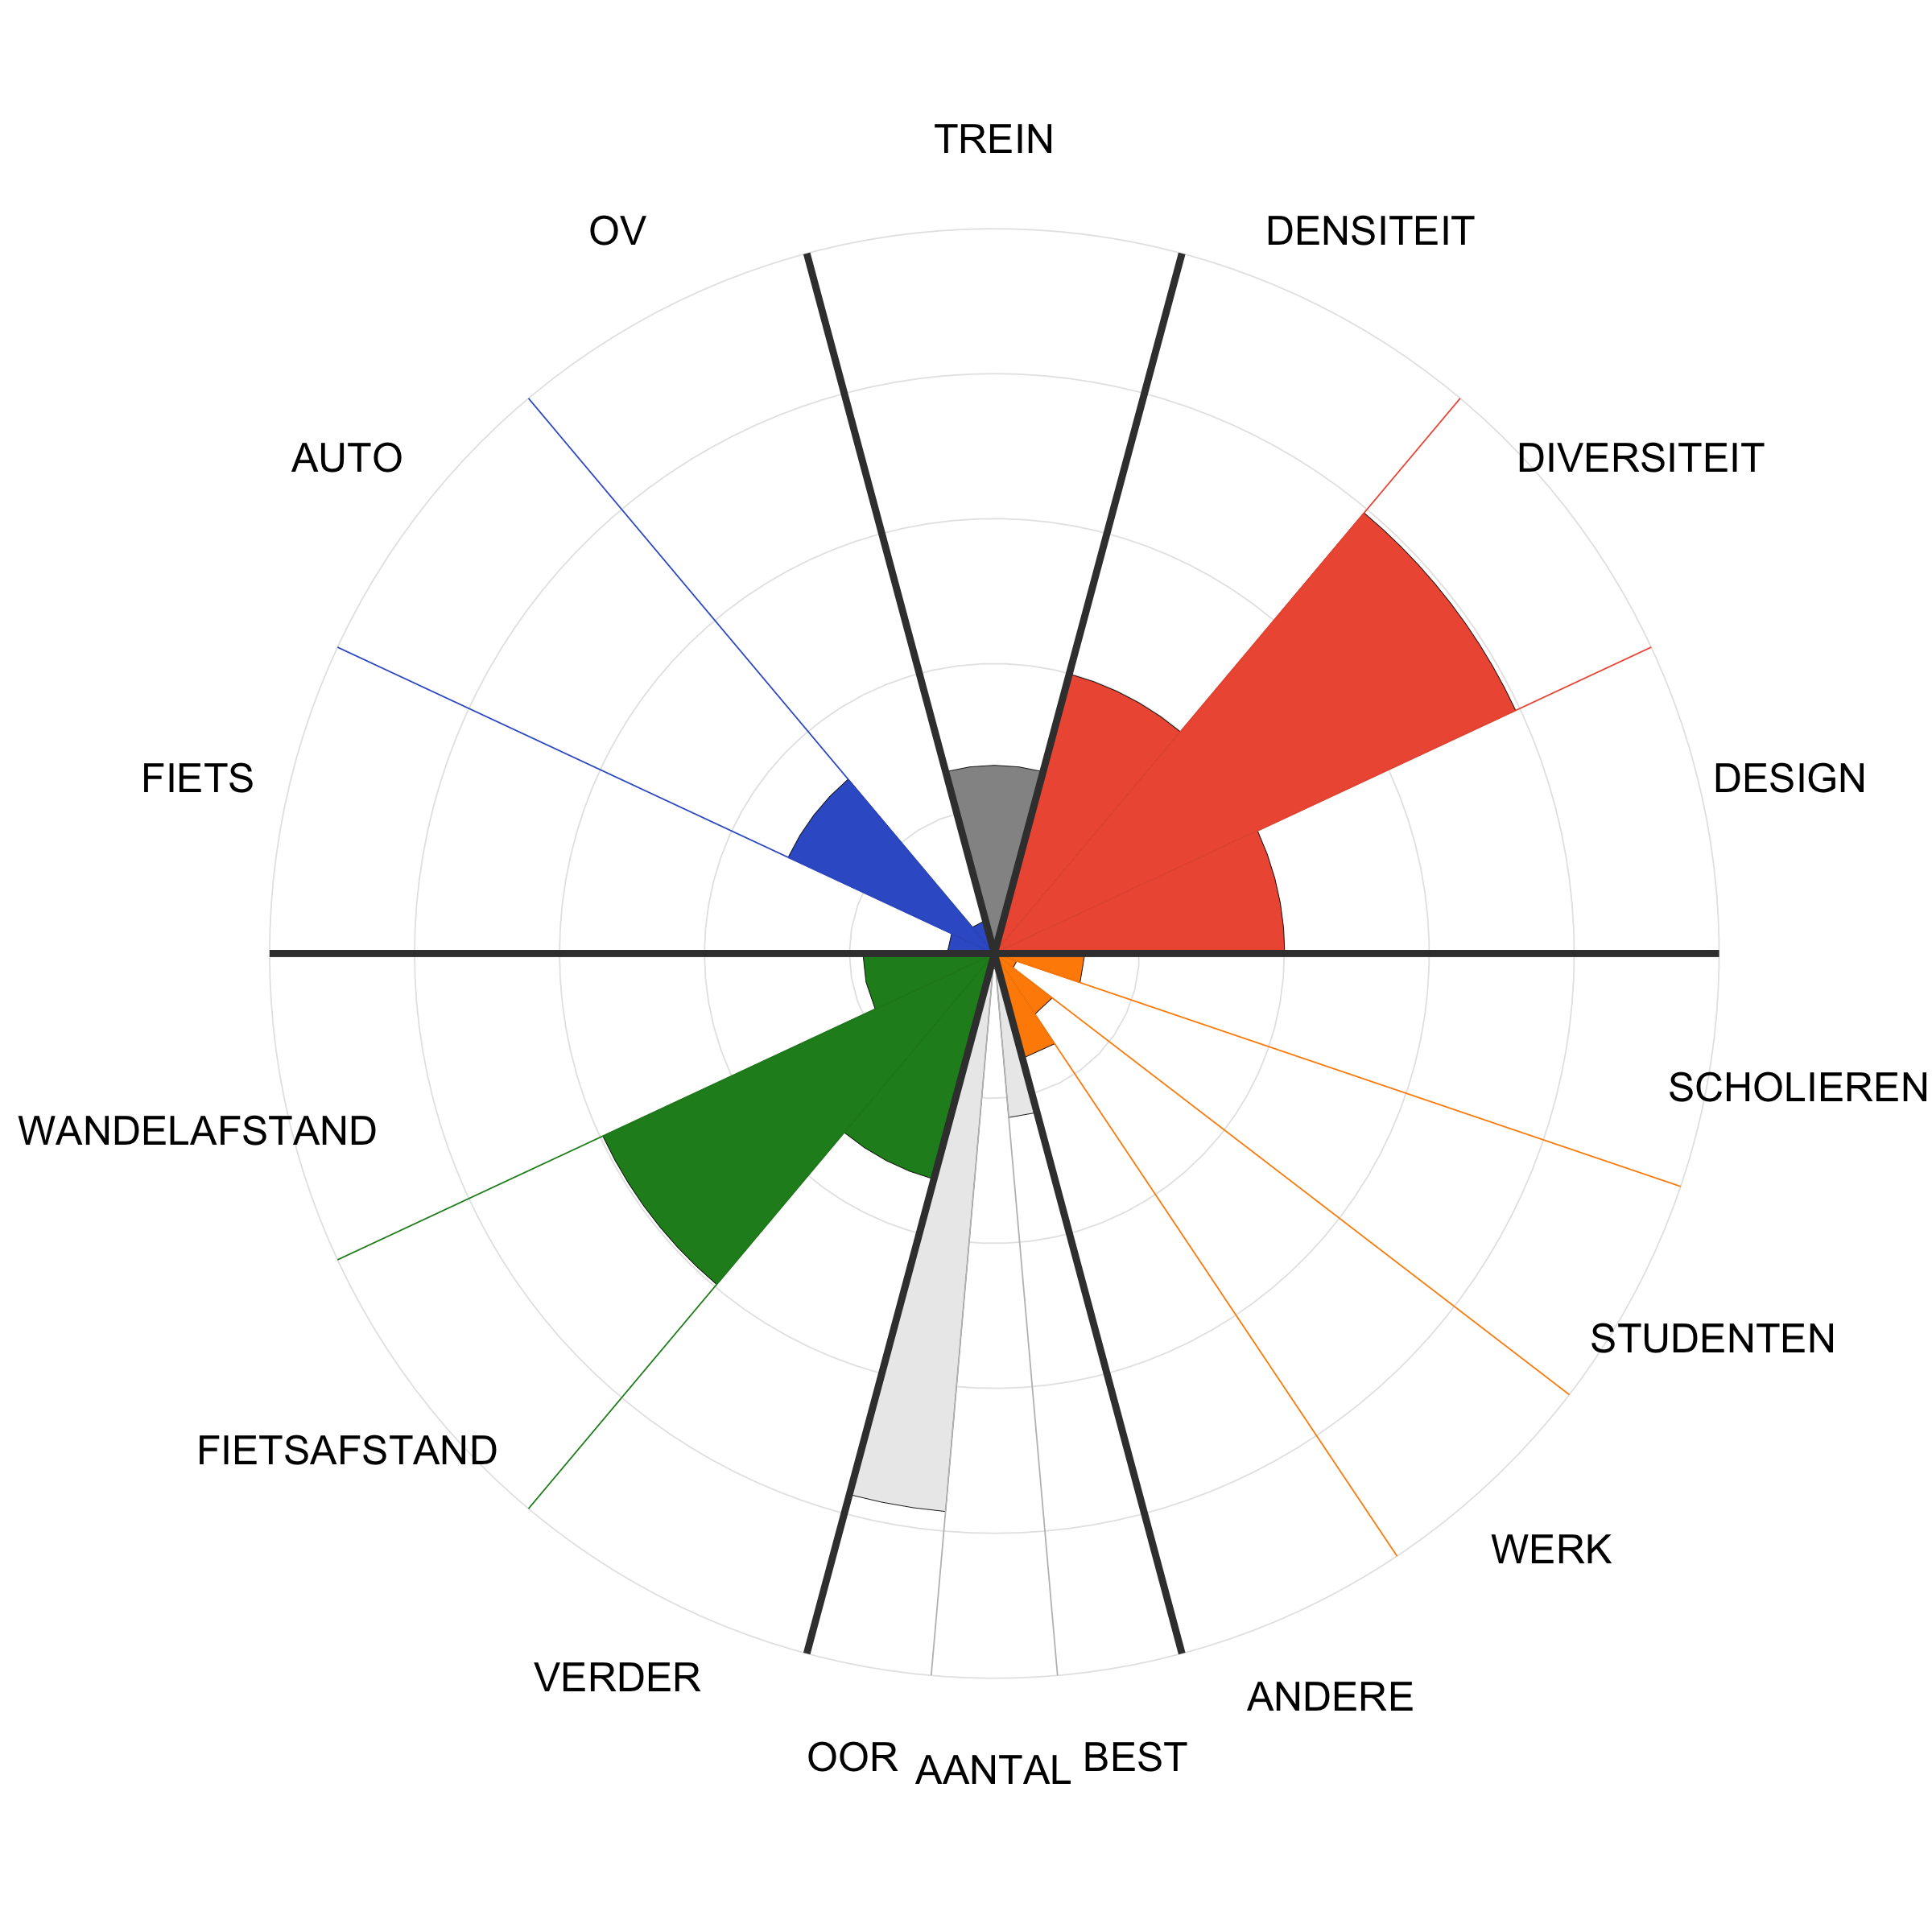 TREIN
OV
DENSITEIT
AUTO
DIVERSITEIT
FIETS
DESIGN
SCHOLIEREN
WANDELAFSTAND
STUDENTEN
FIETSAFSTAND
WERK
VERDER
ANDERE
OOR
AANTAL
BEST